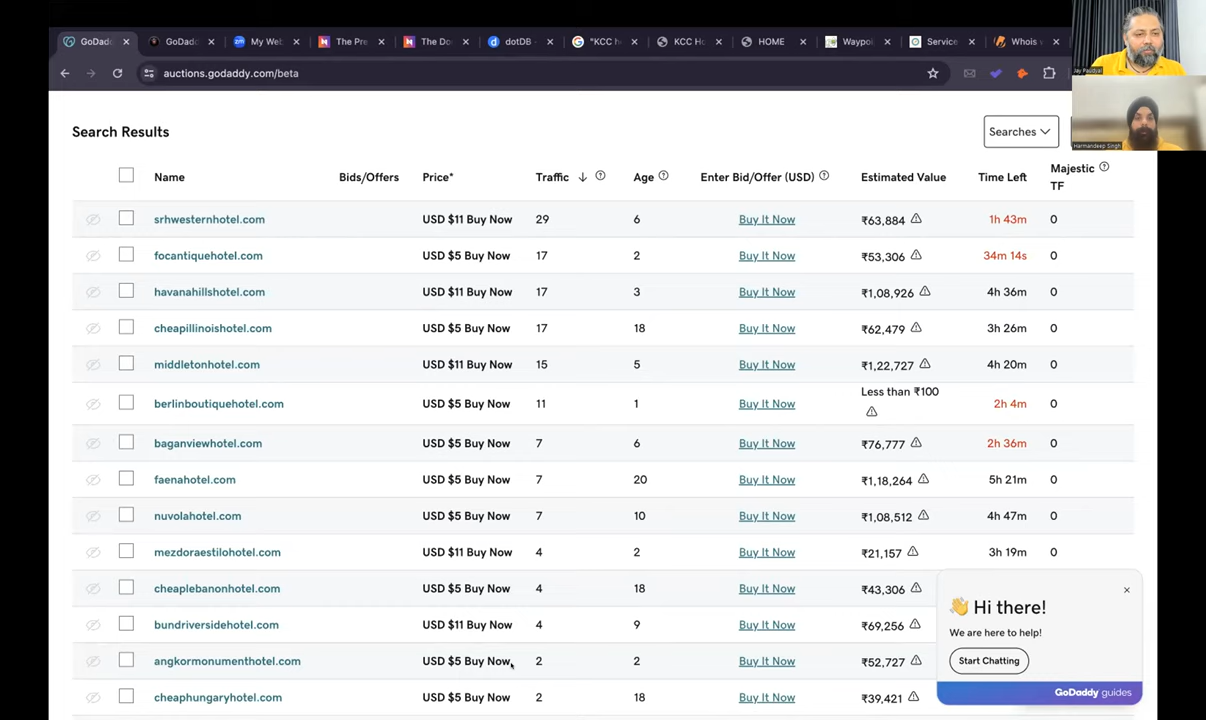 GoDadd
GoDadd
My Web
The Pre
The Do
dotDB -
"KCC h
KCC Ho
HOME
Waypoi
Service
Whois
auctions.godaddy.com/beta
Jay Paudyal
Harmandeep Singh
Search Results
Searches
Name Bids/Offers Price* Traffic Age Enter Bid/Offer (USD) Estimated Value Time Left Majestic TF
srhwesternhotel.com USD $11 Buy Now 29 6 Buy It Now ₹63,884 1h 43m 0
focantiquehotel.com USD $5 Buy Now 17 2 Buy It Now ₹53,306 34m 14s 0
havanahillshotel.com USD $11 Buy Now 17 3 Buy It Now ₹1,08,926 4h 36m 0
cheapillinoishotel.com USD $5 Buy Now 17 18 Buy It Now ₹62,479 3h 26m 0
middletonhotel.com USD $11 Buy Now 15 5 Buy It Now ₹1,22,727 4h 20m 0
berlinboutiquehotel.com USD $5 Buy Now 11 1 Buy It Now Less than ₹100 2h 4m 0
baganviewhotel.com USD $5 Buy Now 7 6 Buy It Now ₹76,777 2h 36m 0
faenahotel.com USD $5 Buy Now 7 20 Buy It Now ₹1,18,264 5h 21m 0
nuvolahotel.com USD $5 Buy Now 7 10 Buy It Now ₹1,08,512 4h 47m 0
mezdoraestilohotel.com USD $11 Buy Now 4 2 Buy It Now ₹21,157 3h 19m 0
cheaplebanonhotel.com USD $5 Buy Now 4 18 Buy It Now ₹43,306
bundriversidehotel.com USD $11 Buy Now 4 9 Buy It Now ₹69,256
angkormonumenthotel.com USD $5 Buy Now 2 2 Buy It Now ₹52,727
cheaphungaryhotel.com USD $5 Buy Now 2 18 Buy It Now ₹39,421
Hi there!
We are here to help!
Start Chatting
GoDaddy guides